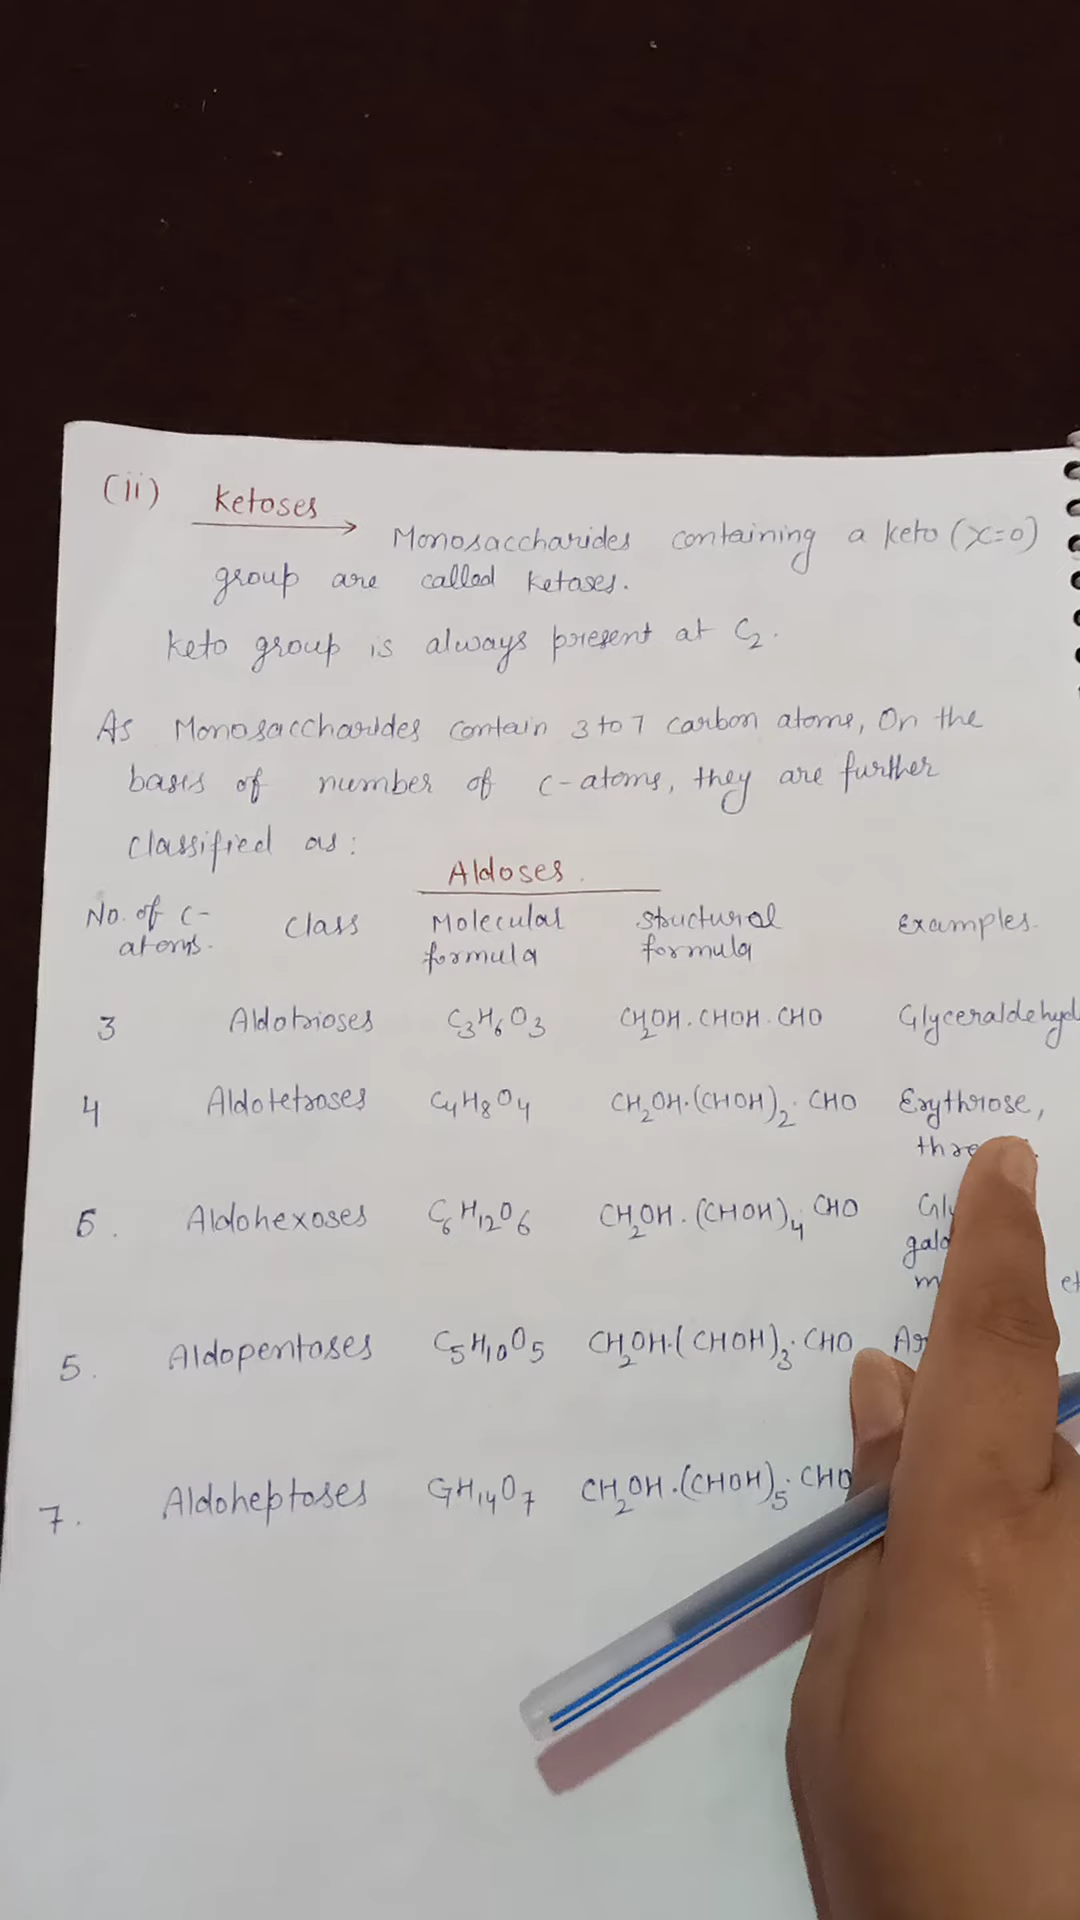 (ii) Ketoses
Monosaccharides containing a keto (>C=O)
group are called Ketoses.
Keto group is always present at C₂.
As Monosaccharides contain 3 to 7 carbon atoms, On the
basis of number of C-atoms, they are further
classified as:
Aldoses.
No. of C-atoms. Class Molecular formula Structural formula Examples.
3 Aldotrioses C₃H₆O₃ CH₂OH.CHOH.CHO
4 Aldotetroses C₄H₈O₄ CH₂OH.(CHOH)₂.CHO Erythrose,
6. Aldohexoses C₆H₁₂O₆ CH₂OH.(CHOH)₄.CHO
5. Aldopentoses C₅H₁₀O₅ CH₂OH.(CHOH)₃.CHO
7. Aldoheptoses C₇H₁₄O₇ CH₂OH.(CHOH)₅.CHO